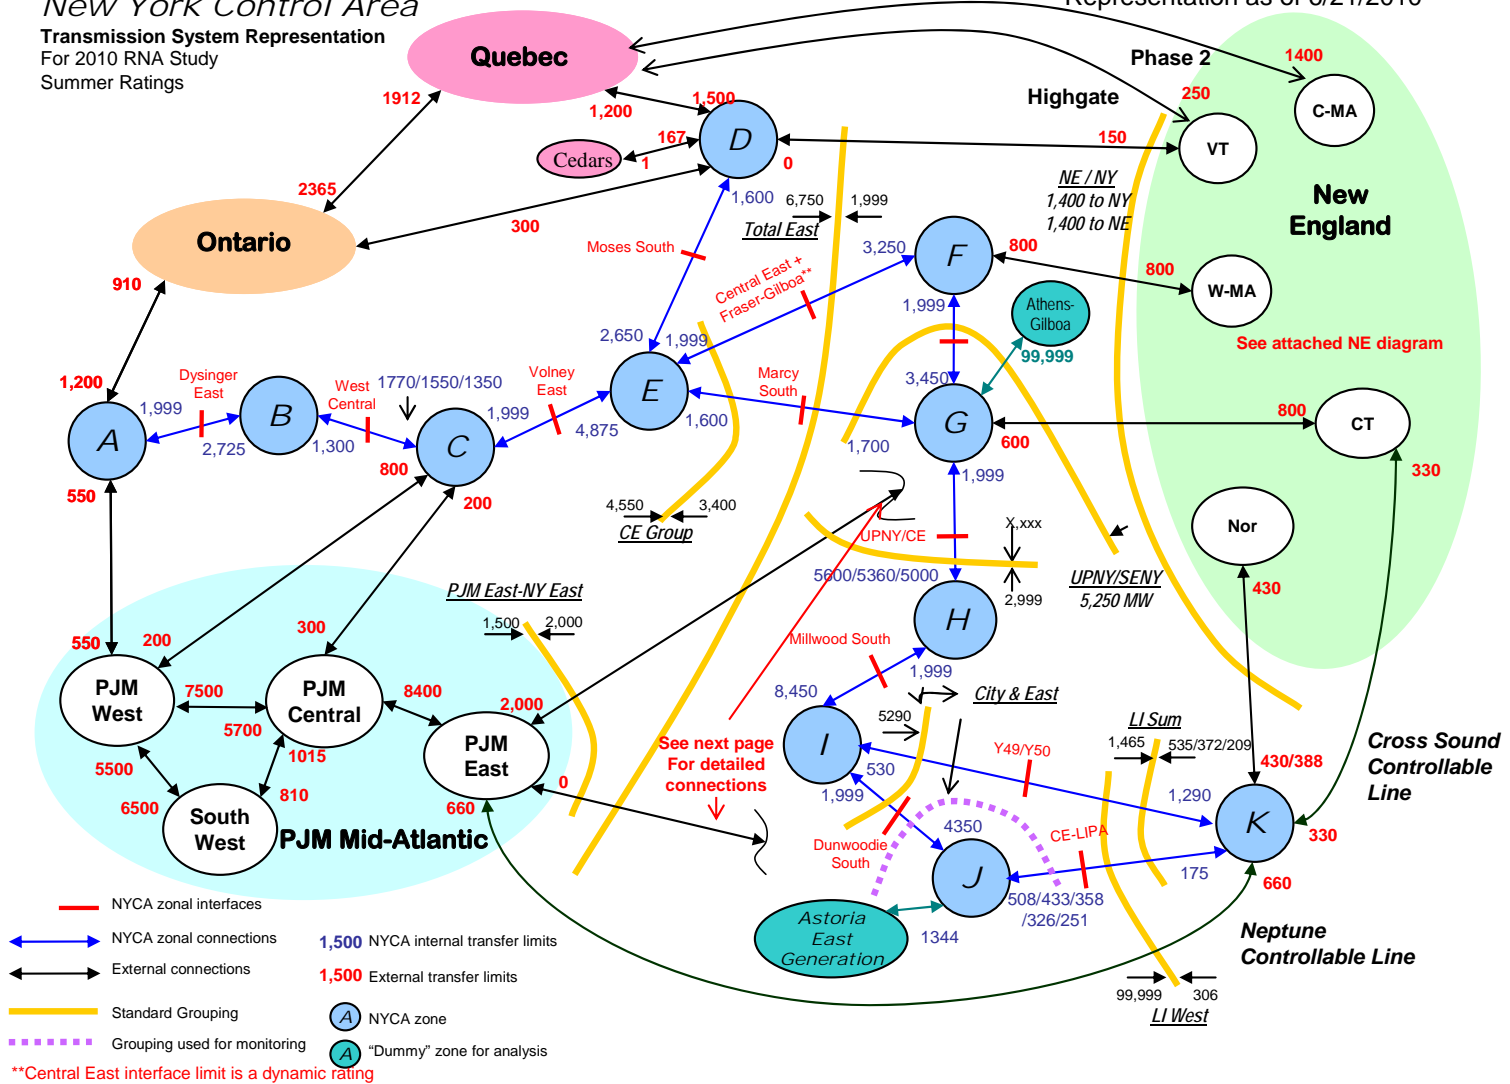 New York Control Area
Representation as of 6/21/2010
Transmission System Representation
For 2010 RNA Study
Summer Ratings
Quebec
Phase 2
1400
1912
1,200
1,500
Highgate
250
C-MA
167
D
150
VT
Cedars
1
0
NE / NY
1,400 to NY
1,400 to NE
New
England
2365
1,600
6,750
1,999
Total East
300
Ontario
Moses South
3,250
F
800
800
W-MA
910
Central East +
Fraser-Gilboa**
1,999
Athens-
Gilboa
99,999
See attached NE diagram
2,650
1,999
1,200
Dysinger
East
West
Central
1770/1550/1350
Volney
East
E
Marcy
South
3,450
1,999
A
B
2,725
1,300
C
1,999
4,875
1,600
1,700
G
600
800
CT
550
800
200
1,999
330
4,550
3,400
CE Group
UPNY/CE
X,xxx
Nor
5600/5360/5000
2,999
UPNY/SENY
5,250 MW
430
PJM East-NY East
1,500
2,000
H
550
200
300
Millwood South
1,999
PJM
West
7500
5700
PJM
Central
8400
2,000
8,450
City & East
5290
LI Sum
1,465
535/372/209
5500
1015
PJM
East
See next page
For detailed
connections
I
530
Y49/Y50
430/388
Cross Sound
Controllable
Line
6500
810
South
West
PJM Mid-Atlantic
660
0
1,999
1,290
K
330
Dunwoodie
South
4350
CE-LIPA
J
175
660
508/433/358
/326/251
Astoria
East
Generation
1344
Neptune
Controllable Line
99,999
306
LI West
NYCA zonal interfaces
NYCA zonal connections
1,500 NYCA internal transfer limits
External connections
1,500 External transfer limits
Standard Grouping
A NYCA zone
Grouping used for monitoring
A "Dummy" zone for analysis
**Central East interface limit is a dynamic rating